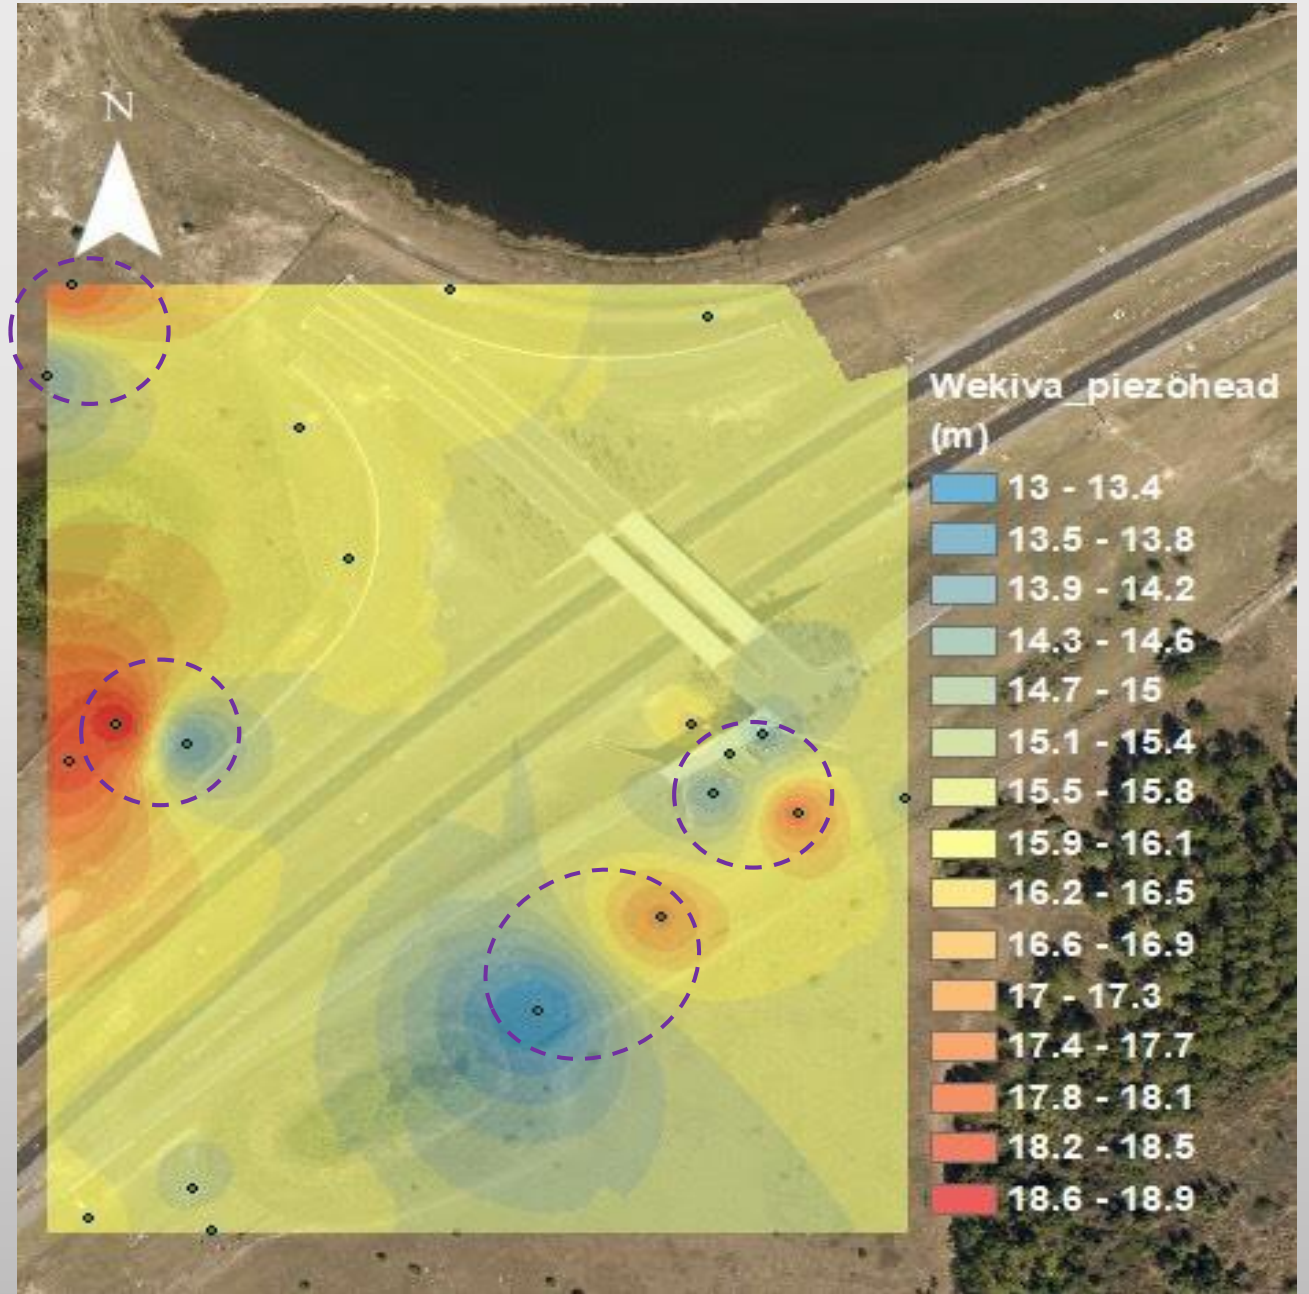 N
Wekiva_piezohead
(m)
13 - 13.4
13.5 - 13.8
13.9 - 14.2
14.3 - 14.6
14.7 - 15
15.1 - 15.4
15.5 - 15.8
15.9 - 16.1
16.2 - 16.5
16.6 - 16.9
17 - 17.3
17.4 - 17.7
17.8 - 18.1
18.2 - 18.5
18.6 - 18.9